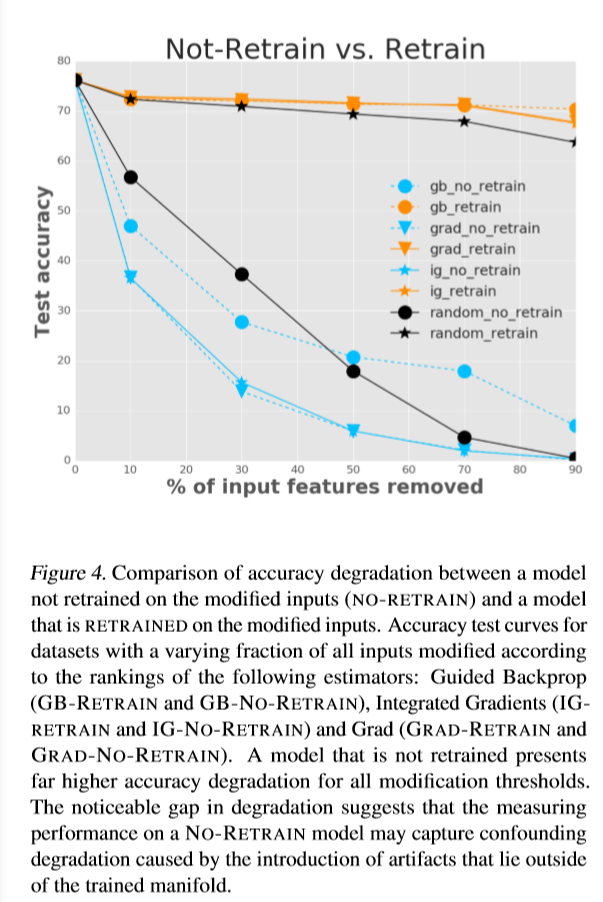 Not-Retrain vs. Retrain
80
70
60
50
40
30
20
10
0
Test accuracy
gb_no_retrain
gb_retrain
grad_no_retrain
grad_retrain
ig_no_retrain
ig_retrain
random_no_retrain
random_retrain
0 10 20 30 40 50 60 70 80 90
% of input features removed
Figure 4. Comparison of accuracy degradation between a model
not retrained on the modified inputs (NO-RETRAIN) and a model
that is RETRAINED on the modified inputs. Accuracy test curves for
datasets with a varying fraction of all inputs modified according
to the rankings of the following estimators: Guided Backprop
(GB-RETRAIN and GB-NO-RETRAIN), Integrated Gradients (IG-
RETRAIN and IG-NO-RETRAIN) and Grad (GRAD-RETRAIN and
GRAD-NO-RETRAIN). A model that is not retrained presents
far higher accuracy degradation for all modification thresholds.
The noticeable gap in degradation suggests that the measuring
performance on a NO-RETRAIN model may capture confounding
degradation caused by the introduction of artifacts that lie outside
of the trained manifold.